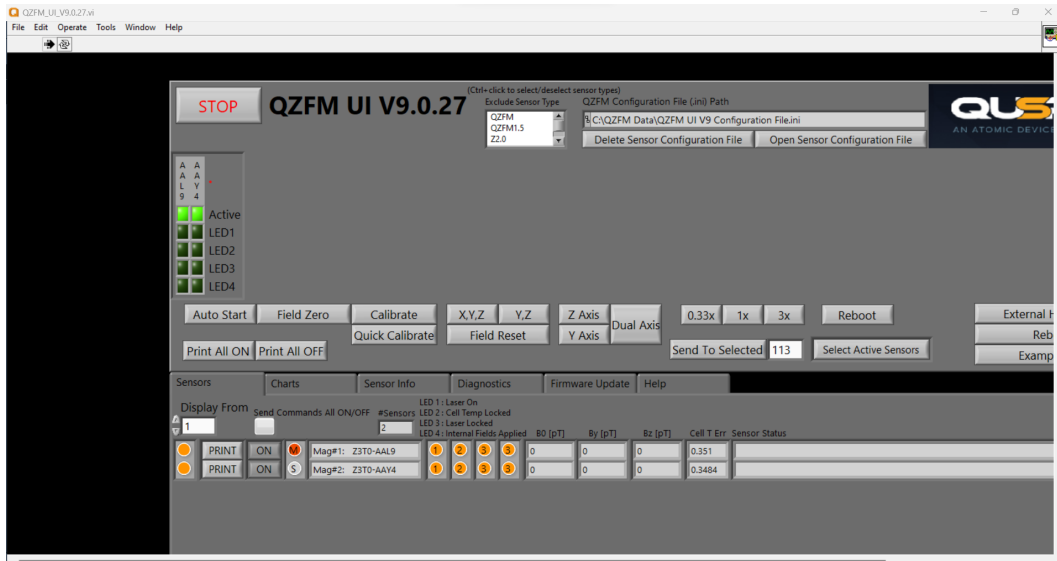 QZFM_UI_V9.0.27.vi
File Edit Operate Tools Window Help
STOP
QZFM UI V9.0.27
(Ctrl+click to select/deselect sensor types)
Exclude Sensor Type
QZFM
QZFM1.5
Z2.0
QZFM Configuration File (.ini) Path
C:\QZFM Data\QZFM UI V9 Configuration File.ini
Delete Sensor Configuration File
Open Sensor Configuration File
AN ATOMIC DEVICE
A A
A A
L Y
9 4
Active
LED1
LED2
LED3
LED4
Auto Start Field Zero Calibrate X,Y,Z Y,Z Z Axis Dual Axis 0.33x 1x 3x Reboot External
Quick Calibrate Field Reset Y Axis Reb
Print All ON Print All OFF Send To Selected 113 Select Active Sensors Examp
Sensors Charts Sensor Info Diagnostics Firmware Update Help
Display From
1
Send Commands All ON/OFF
#Sensors
2
LED 1 : Laser On
LED 2 : Cell Temp Locked
LED 3 : Laser Locked
LED 4 : Internal Fields Applied
B0 [pT] By [pT] Bz [pT] Cell T Err Sensor Status
PRINT ON M Mag#1: Z3T0-AAL9 1 2 3 3 0 0 0 0.351
PRINT ON S Mag#2: Z3T0-AAY4 1 2 3 3 0 0 0 0.3484